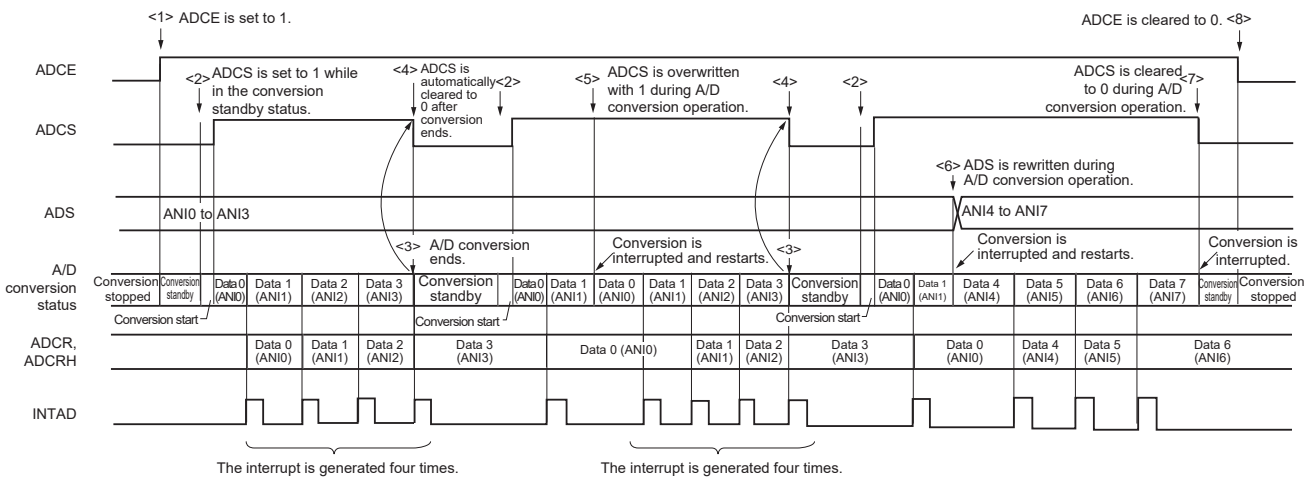 <1> ADCE is set to 1.
ADCE is cleared to 0. <8>
ADCE
<2> ADCS is set to 1 while
in the conversion
standby status.
<4> ADCS is
automatically
cleared to
0 after
conversion
ends.
<2>
<5> ADCS is overwritten
with 1 during A/D
conversion operation.
<4>
<2>
ADCS is cleared <7>
to 0 during A/D
conversion operation.
ADCS
<6> ADS is rewritten during
A/D conversion operation.
ADS
ANI0 to ANI3
ANI4 to ANI7
<3> A/D conversion
ends.
Conversion is
interrupted and restarts.
<3>
Conversion is
interrupted and restarts.
Conversion is
interrupted.
A/D
conversion
status
Conversion
stopped
Conversion
standby
Data 0
(ANI0)
Data 1
(ANI1)
Data 2
(ANI2)
Data 3
(ANI3)
Conversion
standby
Data 0
(ANI0)
Data 1
(ANI1)
Data 0
(ANI0)
Data 1
(ANI1)
Data 2
(ANI2)
Data 3
(ANI3)
Conversion
standby
Data 0
(ANI0)
Data 1
(ANI1)
Data 4
(ANI4)
Data 5
(ANI5)
Data 6
(ANI6)
Data 7
(ANI7)
Conversion
standby
Conversion
stopped
Conversion start
Conversion start
Conversion start
ADCR,
ADCRH
Data 0
(ANI0)
Data 1
(ANI1)
Data 2
(ANI2)
Data 3
(ANI3)
Data 0 (ANI0)
Data 1
(ANI1)
Data 2
(ANI2)
Data 3
(ANI3)
Data 0
(ANI0)
Data 4
(ANI4)
Data 5
(ANI5)
Data 6
(ANI6)
INTAD
The interrupt is generated four times.
The interrupt is generated four times.